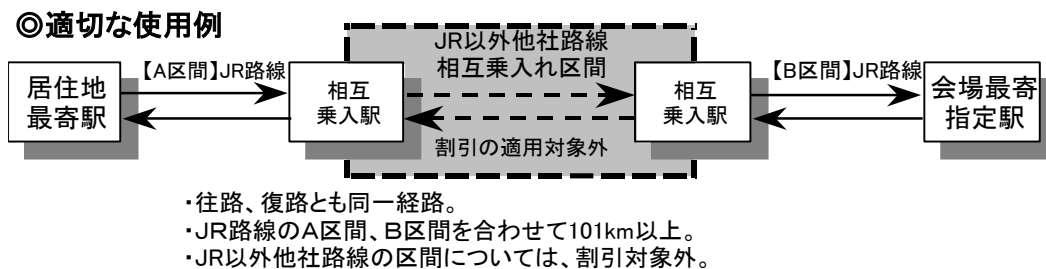 ◎適切な使用例
JR以外他社路線
相互乗入れ区間
居住地
最寄駅
【A区間】JR路線
相互
乗入駅
相互
乗入駅
【B区間】JR路線
会場最寄
指定駅
割引の適用対象外
・往路、復路とも同一経路。
・JR路線のA区間、B区間を合わせて101km以上。
・JR以外他社路線の区間については、割引対象外。